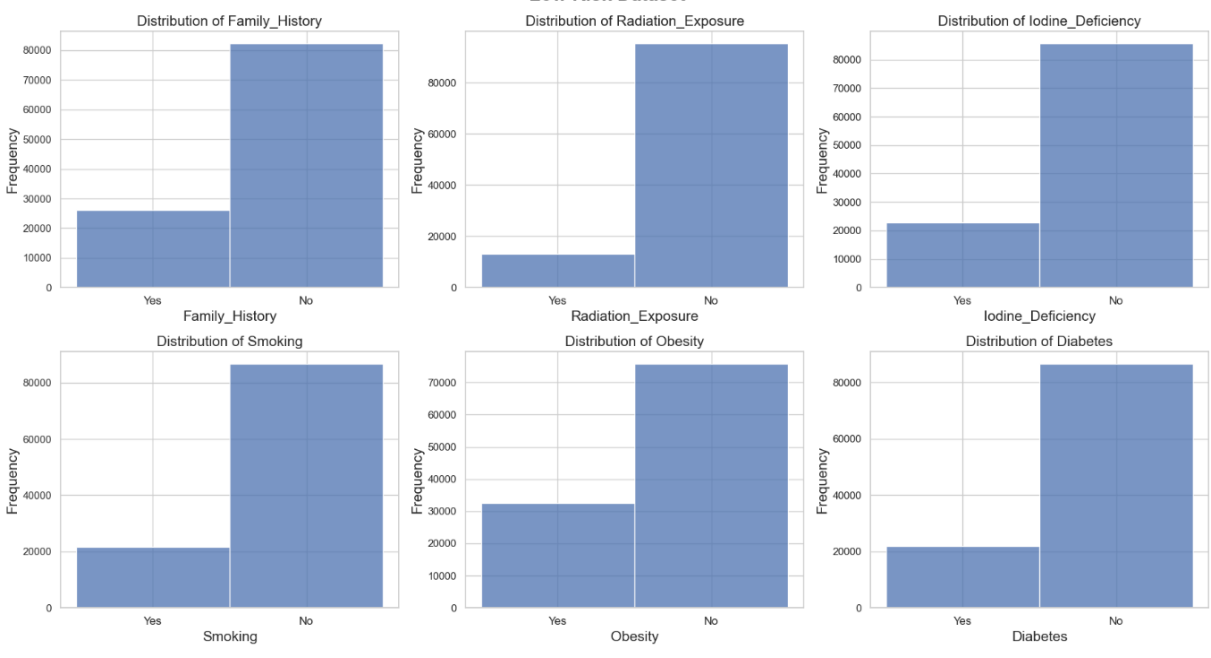 Distribution of Family_History
80000
70000
60000
50000
40000
30000
20000
10000
0
Frequency
Yes No
Family_History
Distribution of Radiation_Exposure
80000
60000
40000
20000
0
Frequency
Yes No
Radiation_Exposure
Distribution of Iodine_Deficiency
80000
70000
60000
50000
40000
30000
20000
10000
0
Frequency
Yes No
Iodine_Deficiency
Distribution of Smoking
80000
60000
40000
20000
0
Frequency
Yes No
Smoking
Distribution of Obesity
70000
60000
50000
40000
30000
20000
10000
0
Frequency
Yes No
Obesity
Distribution of Diabetes
80000
60000
40000
20000
0
Frequency
Yes No
Diabetes